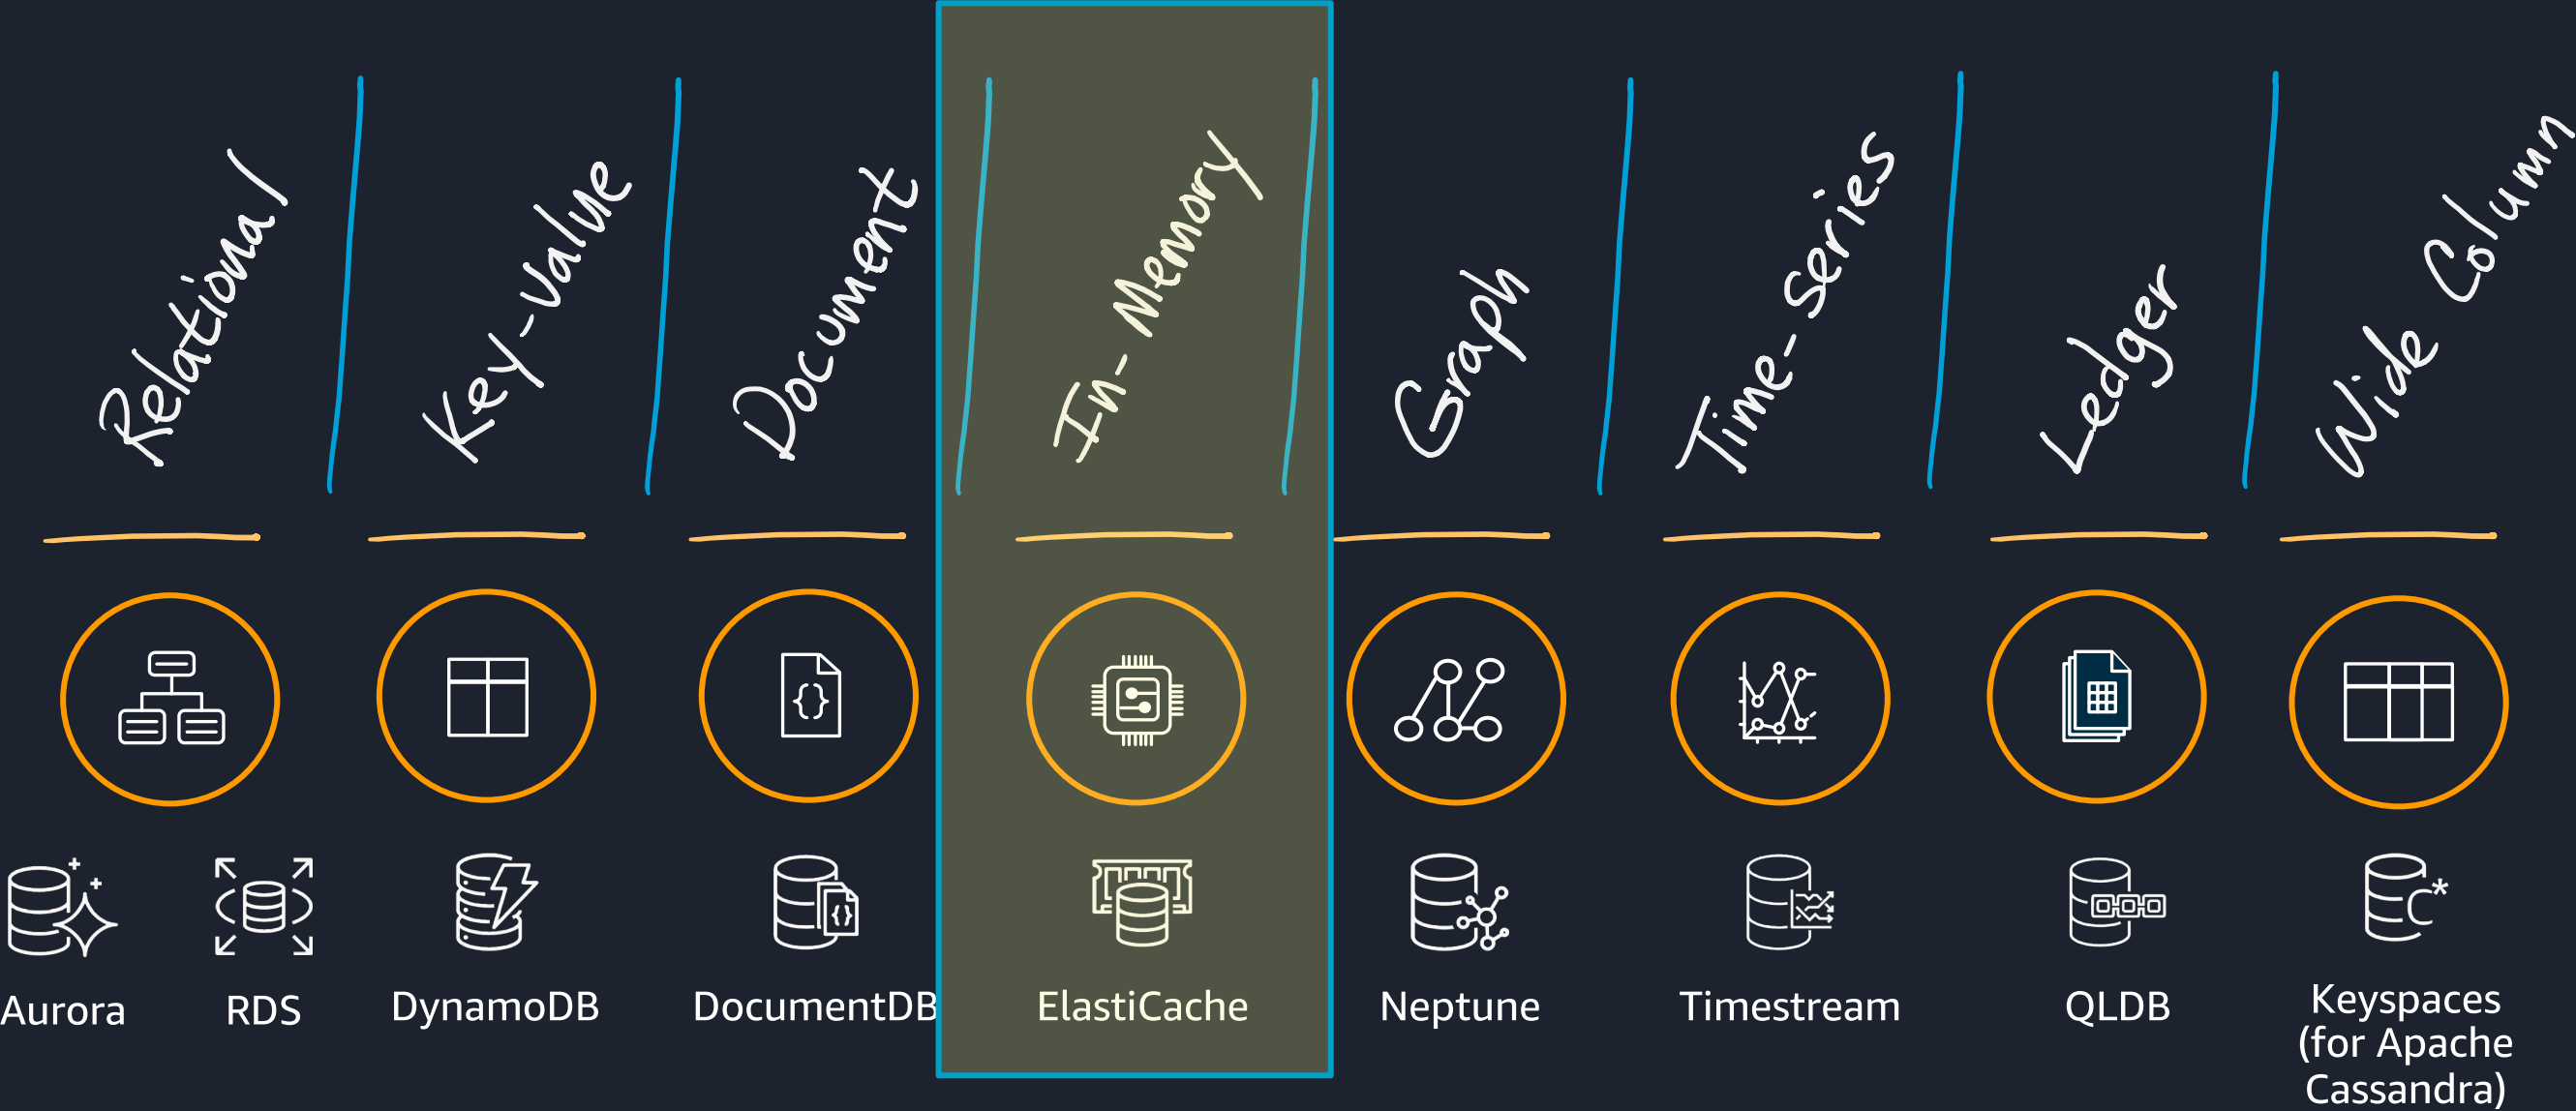 Relational
Key-Value
Document
In-Memory
Graph
Time-Series
Ledger
Wide Column
Aurora
RDS
DynamoDB
DocumentDB
ElastiCache
Neptune
Timestream
QLDB
Keyspaces
(for Apache
Cassandra)